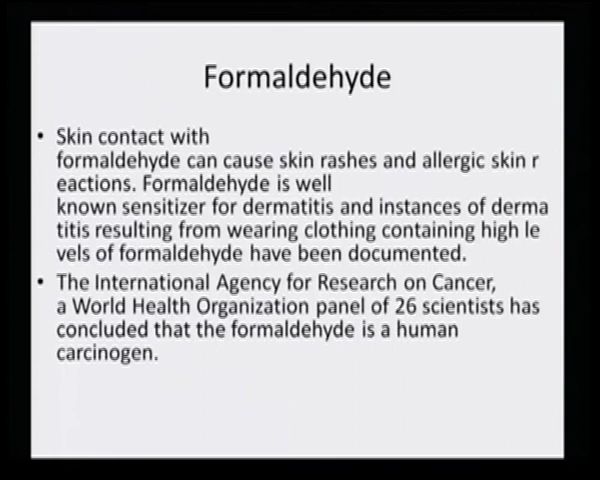 Formaldehyde
• Skin contact with
formaldehyde can cause skin rashes and allergic skin r
eactions. Formaldehyde is well
known sensitizer for dermatitis and instances of derma
titis resulting from wearing clothing containing high le
vels of formaldehyde have been documented.
• The International Agency for Research on Cancer,
a World Health Organization panel of 26 scientists has
concluded that the formaldehyde is a human
carcinogen.